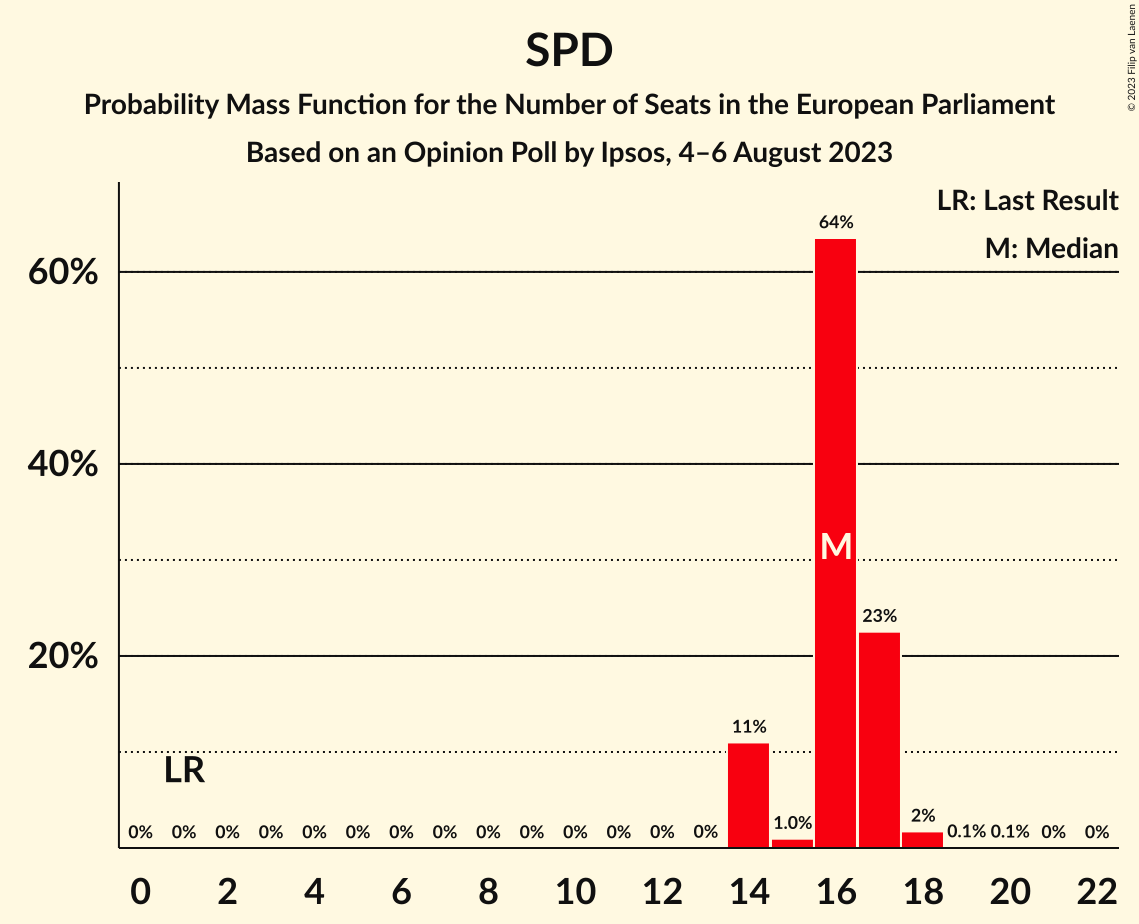 SPD
Probability Mass Function for the Number of Seats in the European Parliament
Based on an Opinion Poll by Ipsos, 4–6 August 2023
© 2023 Filip van Laenen
LR: Last Result
M: Median
60%
40%
20%
64%
M
23%
11%
LR
0% 0% 0% 0% 0% 0% 0% 0% 0% 0% 0% 0% 0% 0% 1.0% 2% 0.1% 0.1% 0% 0%
0 2 4 6 8 10 12 14 16 18 20 22